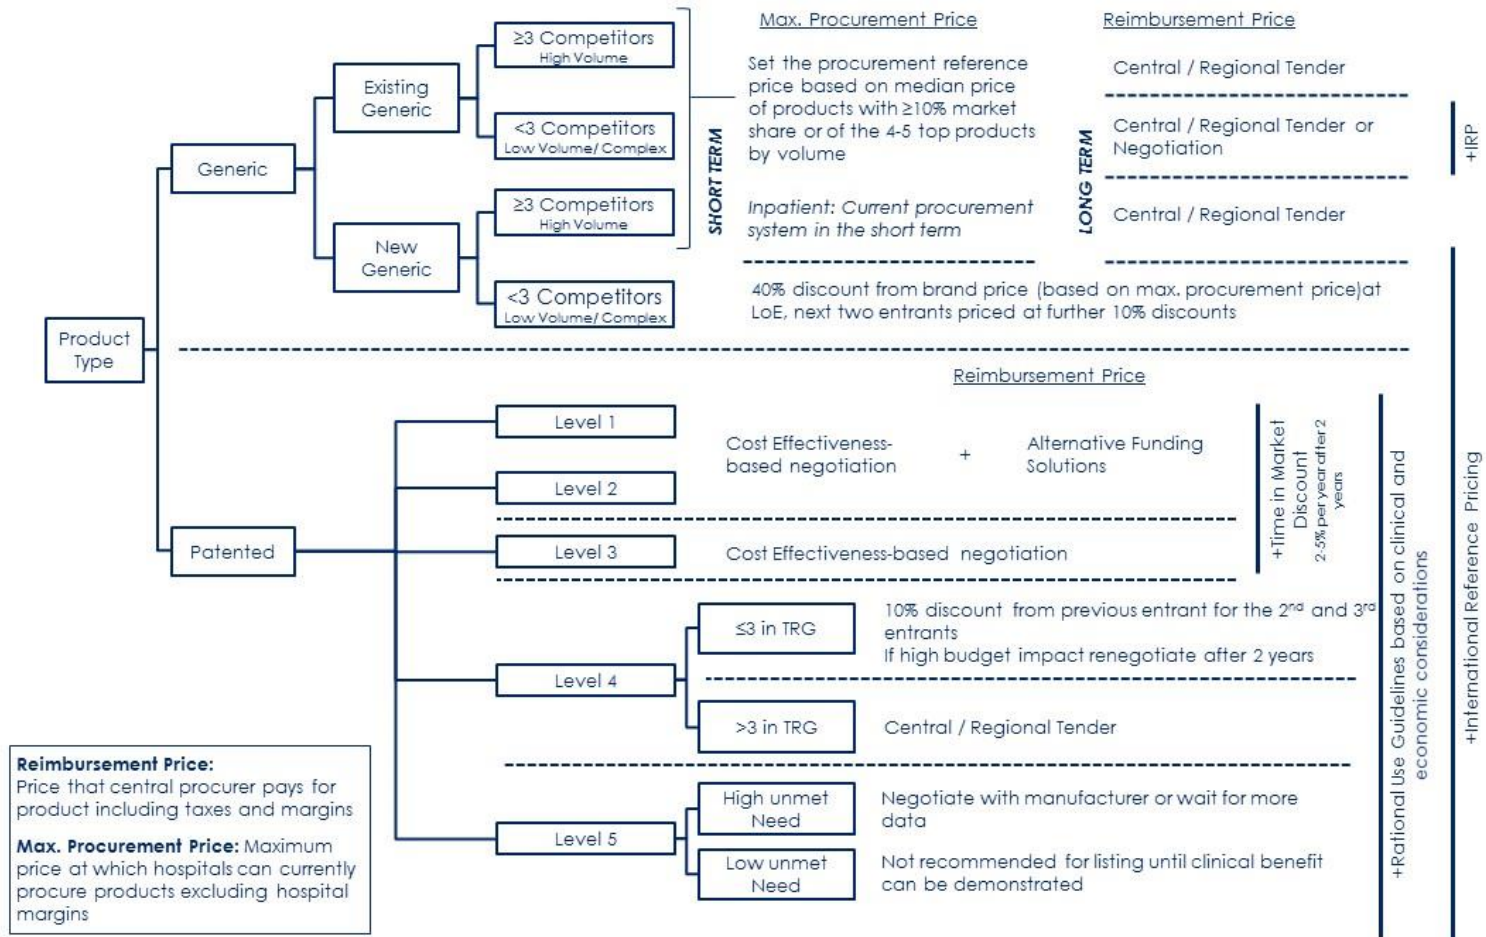 Max. Procurement Price
Reimbursement Price
≥3 Competitors
High Volume
Existing
Generic
<3 Competitors
Low Volume/ Complex
Generic
≥3 Competitors
High Volume
New
Generic
<3 Competitors
Low Volume/ Complex
SHORT TERM
Set the procurement reference
price based on median price
of products with ≥10% market
share or of the 4-5 top products
by volume
Inpatient: Current procurement
system in the short term
LONG TERM
Central / Regional Tender
Central / Regional Tender or
Negotiation
Central / Regional Tender
+IRP
40% discount from brand price (based on max. procurement price)at
LoE, next two entrants priced at further 10% discounts
Product
Type
Reimbursement Price
Patented
Level 1
Level 2
Cost Effectiveness-
based negotiation
+
Alternative Funding
Solutions
Level 3
Cost Effectiveness-based negotiation
+Time in Market
Discount
2-5% per year after 2
years
Level 4
≤3 in TRG
10% discount from previous entrant for the 2nd and 3rd
entrants
If high budget impact renegotiate after 2 years
>3 in TRG
Central / Regional Tender
Level 5
High unmet
Need
Negotiate with manufacturer or wait for more
data
Low unmet
Need
Not recommended for listing until clinical benefit
can be demonstrated
+Rational Use Guidelines based on clinical and
economic considerations
+International Reference Pricing
Reimbursement Price:
Price that central procurer pays for
product including taxes and margins
Max. Procurement Price: Maximum
price at which hospitals can currently
procure products excluding hospital
margins